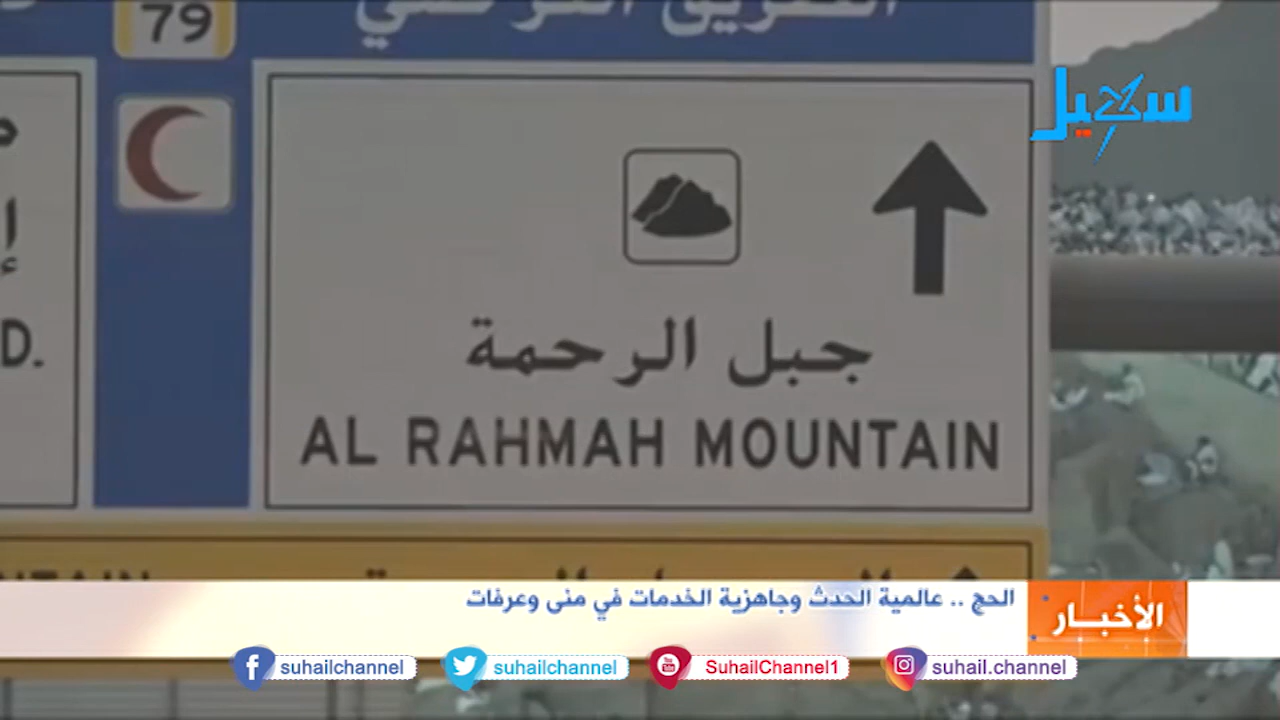 79
سهيل
جبل الرحمة
AL RAHMAH MOUNTAIN
D.
الأخبار
الحج .. عالمية الحدث وجاهزية الخدمات في منى وعرفات
suhailchannel
suhailchannel
SuhailChannel1
suhail.channel